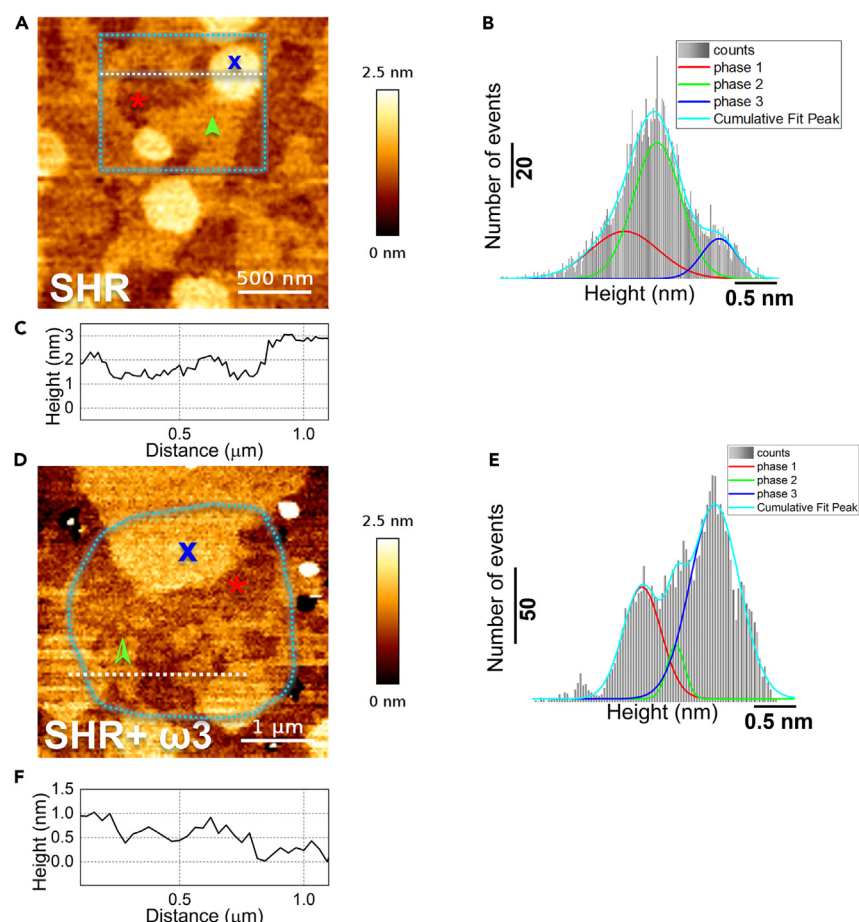 A
x
*
2.5 nm
0 nm
500 nm
SHR
B
counts
phase 1
phase 2
phase 3
Cumulative Fit Peak
Number of events
20
Height (nm)
0.5 nm
C
Height (nm)
3
2
1
0
0.5
1.0
Distance (μm)
D
x
*
2.5 nm
0 nm
1 μm
SHR+ ω3
E
counts
phase 1
phase 2
phase 3
Cumulative Fit Peak
Number of events
50
Height (nm)
0.5 nm
F
Height (nm)
1.5
1.0
0.5
0.0
0.5
1.0
Distance (μm)